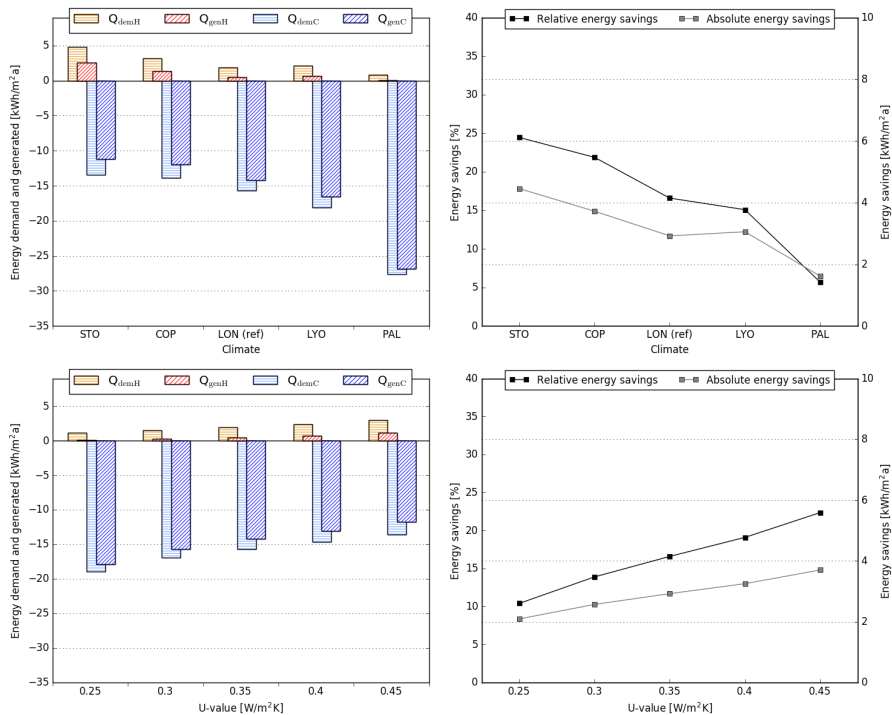 Q_demH Q_genH Q_demC Q_genC
Energy demand and generated [kWh/m²a]
5
0
−5
−10
−15
−20
−25
−30
−35
STO COP LON (ref) LYO PAL
Climate
Relative energy savings Absolute energy savings
Energy savings [%]
40
35
30
25
20
15
10
5
0
Energy savings [kWh/m²a]
10
8
6
4
2
0
STO COP LON (ref) LYO PAL
Climate
Q_demH Q_genH Q_demC Q_genC
Energy demand and generated [kWh/m²a]
5
0
−5
−10
−15
−20
−25
−30
−35
0.25 0.3 0.35 0.4 0.45
U-value [W/m²K]
Relative energy savings Absolute energy savings
Energy savings [%]
40
35
30
25
20
15
10
5
0
Energy savings [kWh/m²a]
10
8
6
4
2
0
0.25 0.3 0.35 0.4 0.45
U-value [W/m²K]